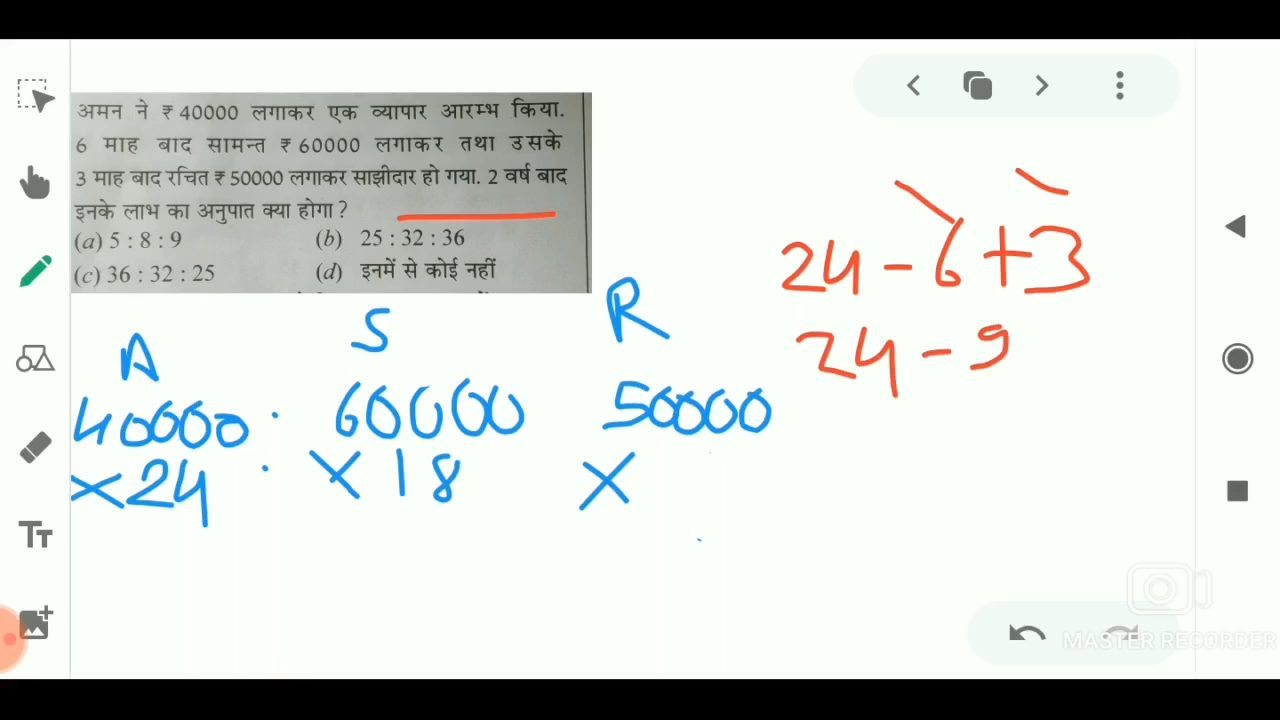 अमन ने ₹ 40000 लगाकर एक व्यापार आरम्भ किया.
6 माह बाद सामन्त ₹ 60000 लगाकर तथा उसके
3 माह बाद रचित ₹ 50000 लगाकर साझीदार हो गया. 2 वर्ष बाद
इनके लाभ का अनुपात क्या होगा ?
(a) 5 : 8 : 9 (b) 25 : 32 : 36
(c) 36 : 32 : 25 (d) इनमें से कोई नहीं
24 - 6 + 3
24 - 9
A S R
40000 : 60000 50000
×24 ×18 ×
TT
MASTER RECORDER